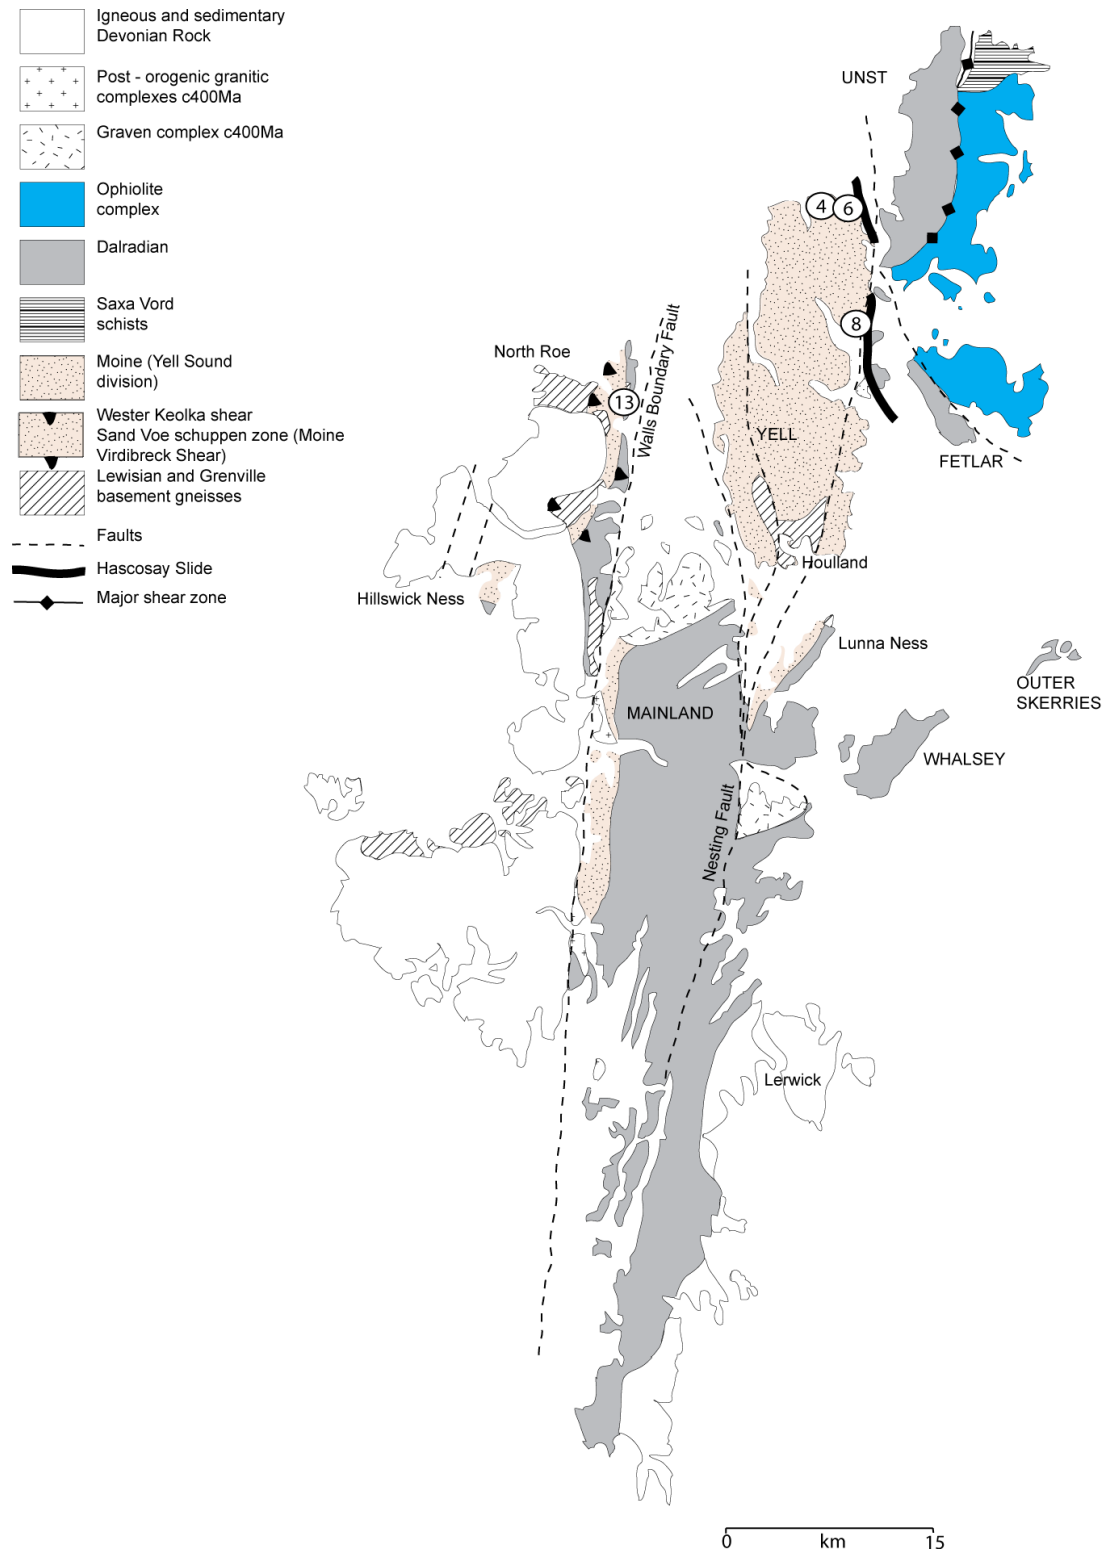 Igneous and sedimentary
Devonian Rock
Post - orogenic granitic
complexes c400Ma
Graven complex c400Ma
Ophiolite
complex
Dalradian
Saxa Vord
schists
Moine (Yell Sound
division)
Wester Keolka shear
Sand Voe schuppen zone (Moine
Virdibreck Shear)
Lewisian and Grenville
basement gneisses
Faults
Hascosay Slide
Major shear zone
UNST
4
6
8
North Roe
13
Walls Boundary Fault
YELL
FETLAR
Houlland
Hillswick Ness
Lunna Ness
OUTER
SKERRIES
MAINLAND
WHALSEY
Nesting Fault
Lerwick
0 km 15